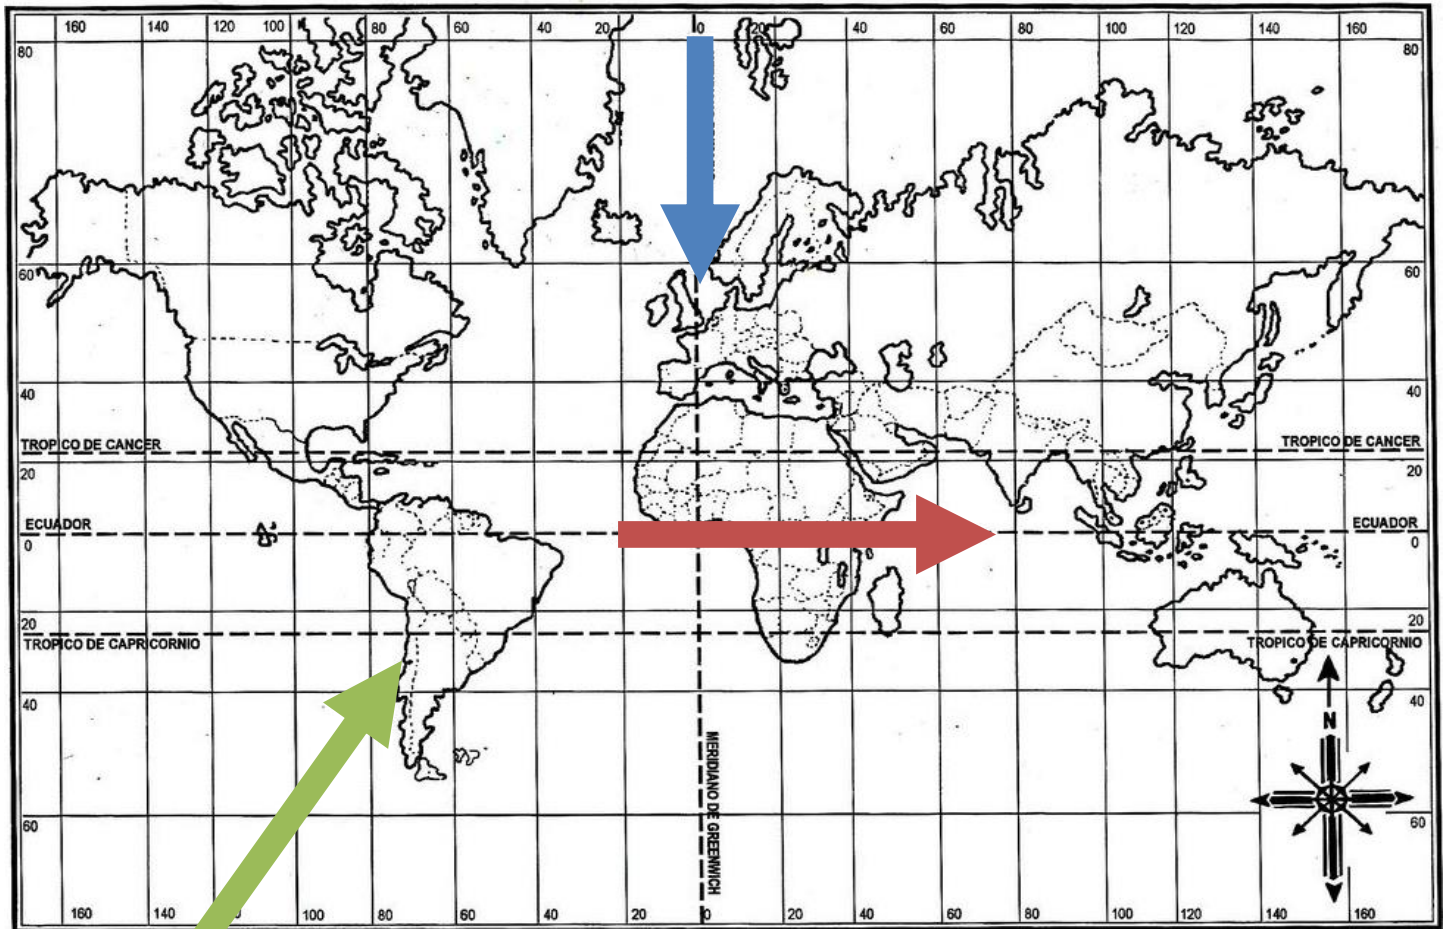 160 140 120 100 80 60 40 20 0 20 40 60 80 100 120 140 160
80 80
60 60
40 40
TROPICO DE CANCER TROPICO DE CANCER
20 20
ECUADOR ECUADOR
0 0
20 20
TROPICO DE CAPRICORNIO TROPICO DE CAPRICORNIO
40 40
N
MERIDIANO DE GREENWICH
60 60
160 140 100 80 60 40 20 0 20 40 60 80 100 120 140 160